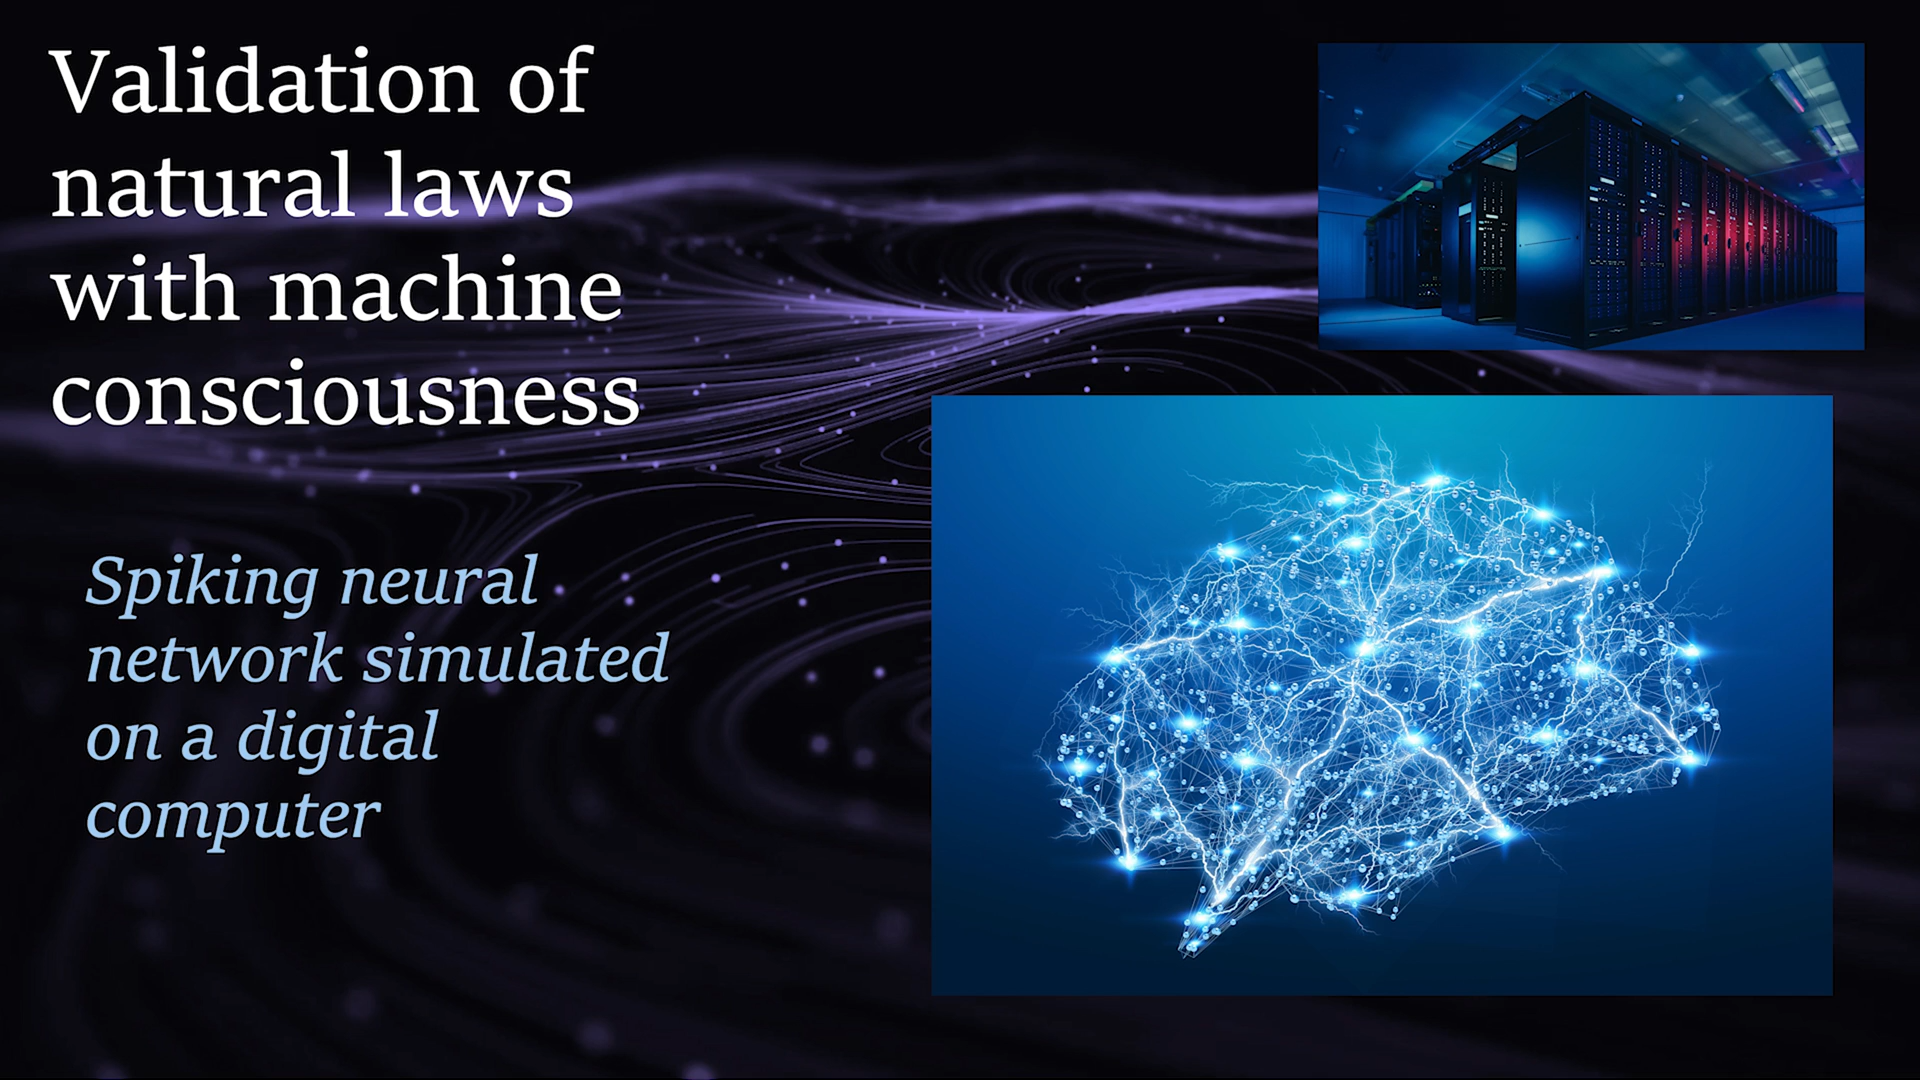 Validation of
natural laws
with machine
consciousness
Spiking neural
network simulated
on a digital
computer